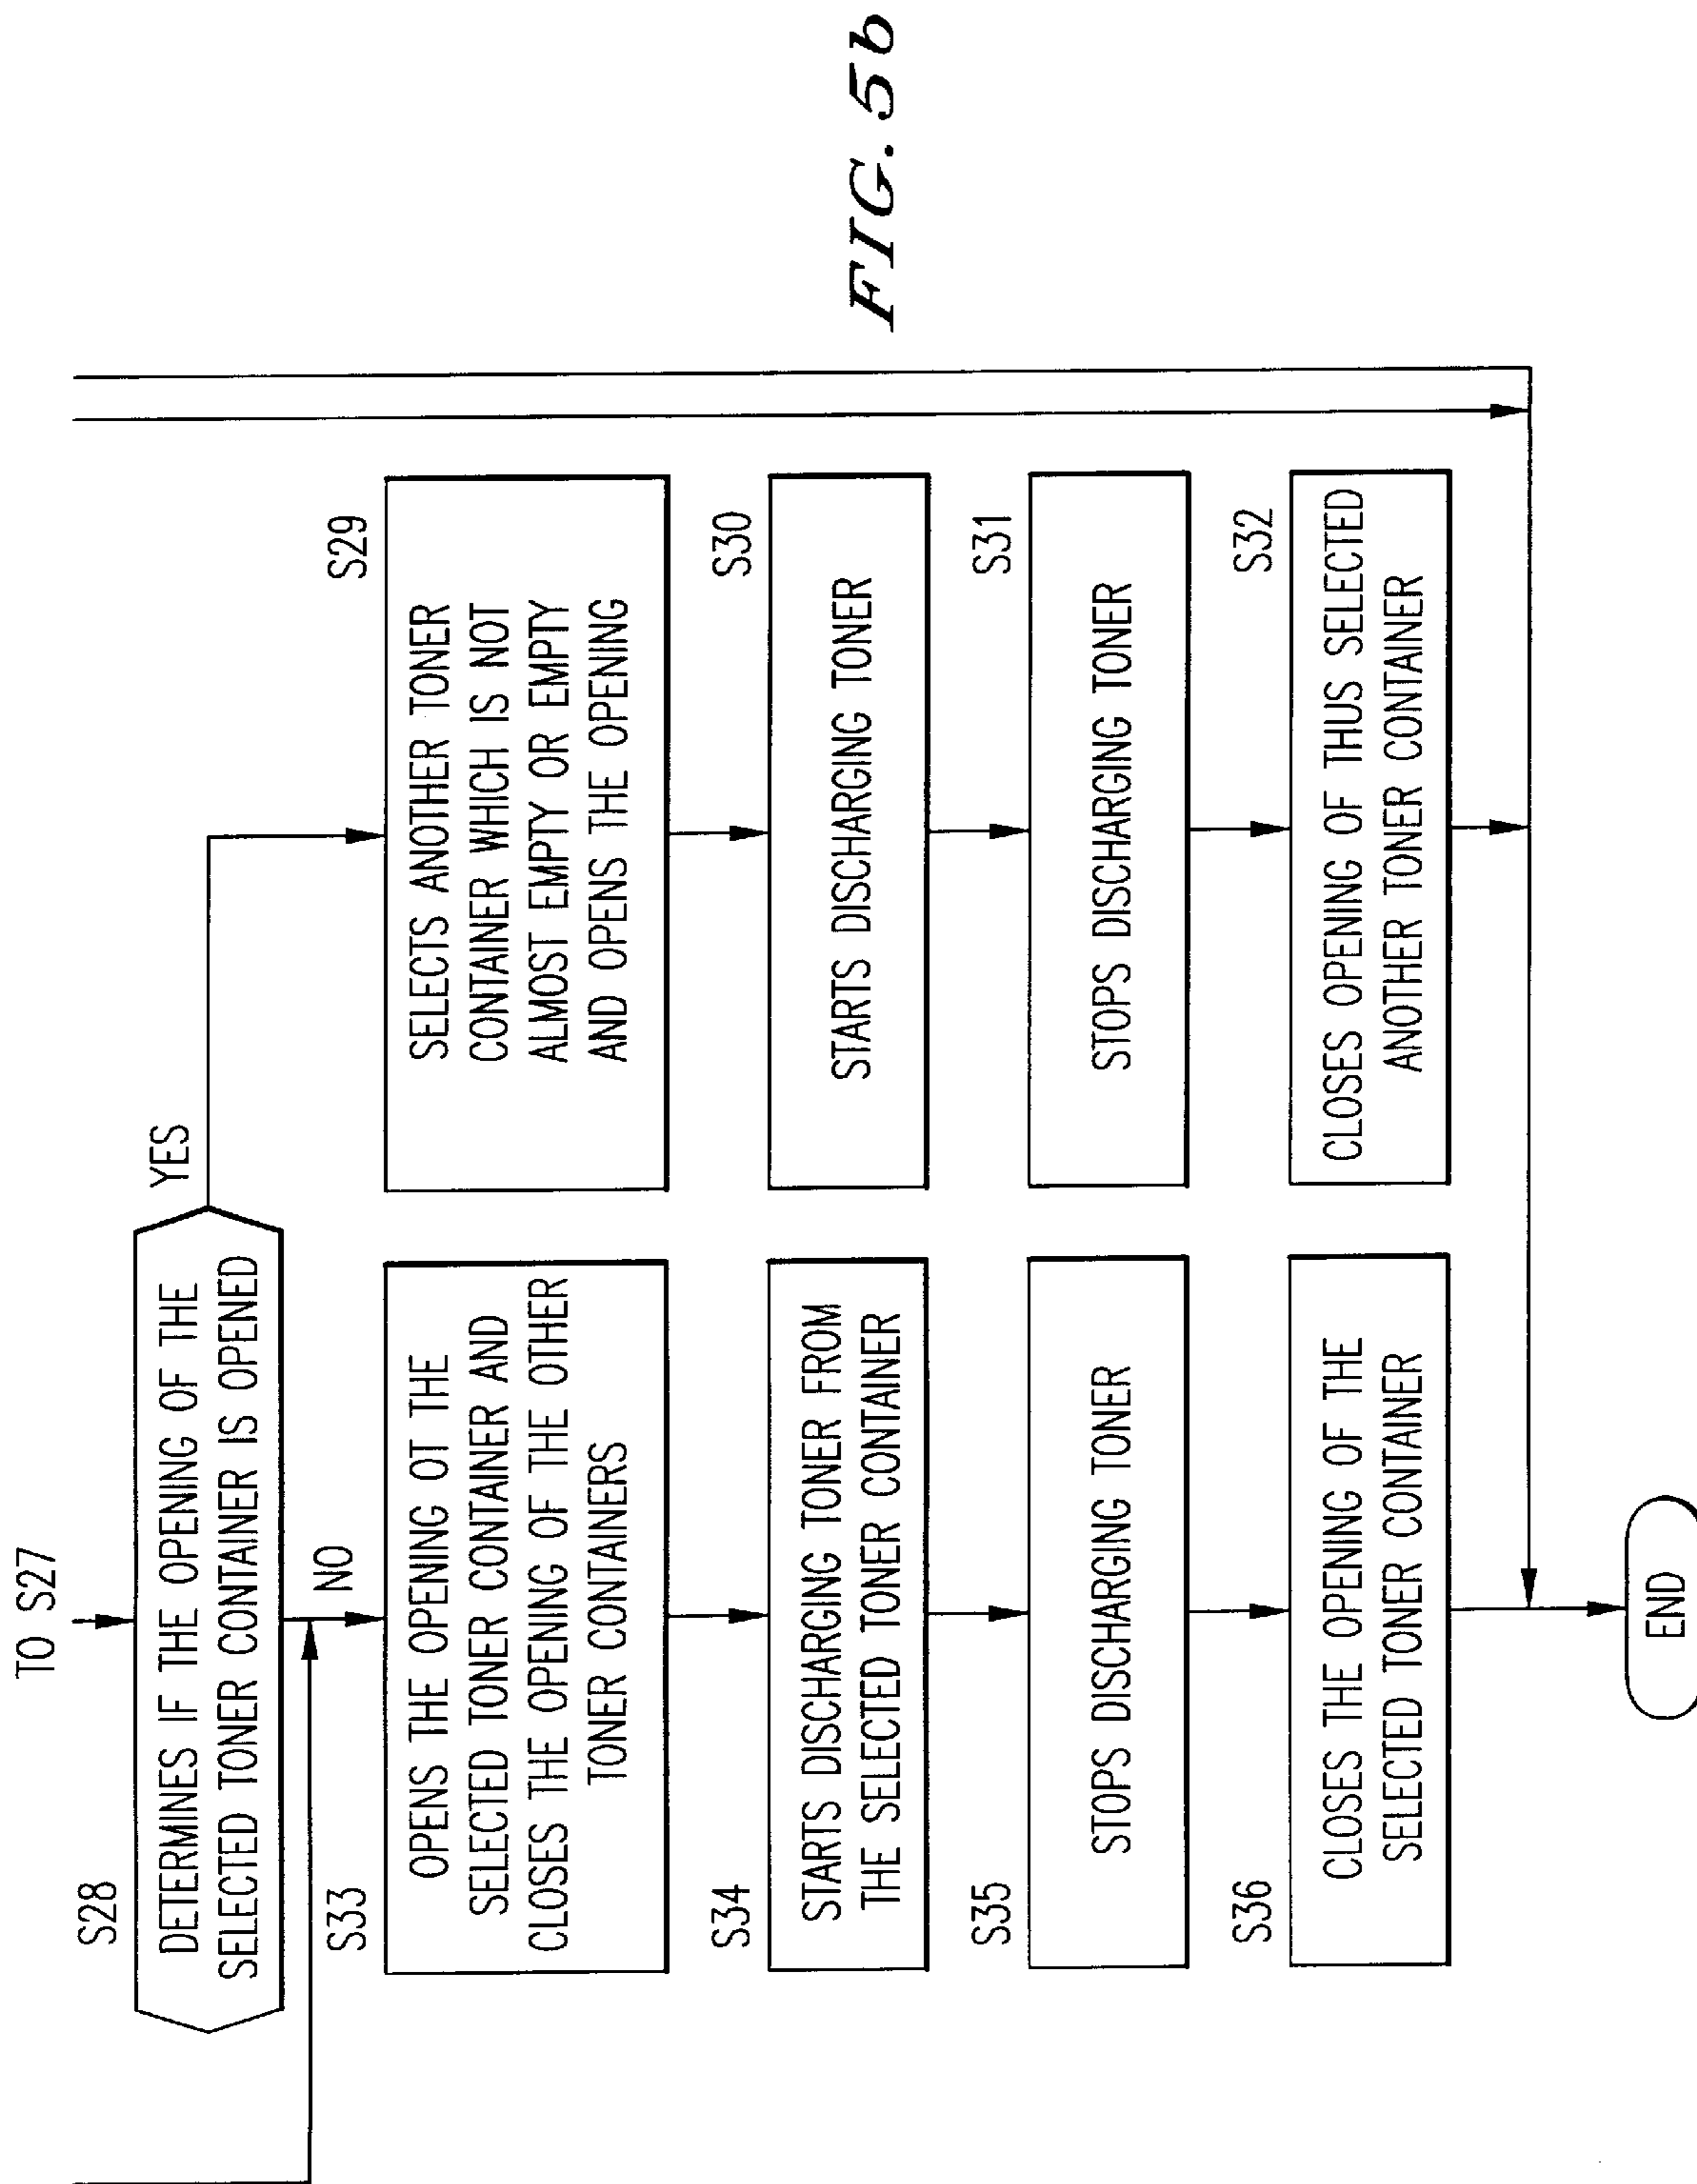 TO S27
S28
DETERMINES IF THE OPENING OF THE
SELECTED TONER CONTAINER IS OPENED
YES
NO
S33
OPENS THE OPENING OT THE
SELECTED TONER CONTAINER AND
CLOSES THE OPENING OF THE OTHER
TONER CONTAINERS
S29
SELECTS ANOTHER TONER
CONTAINER WHICH IS NOT
ALMOST EMPTY OR EMPTY
AND OPENS THE OPENING
S34
STARTS DISCHARGING TONER FROM
THE SELECTED TONER CONTAINER
S30
STARTS DISCHARGING TONER
S35
STOPS DISCHARGING TONER
S31
STOPS DISCHARGING TONER
S36
CLOSES THE OPENING OF THE
SELECTED TONER CONTAINER
S32
CLOSES OPENING OF THUS SELECTED
ANOTHER TONER CONTAINER
END
FIG. 5b